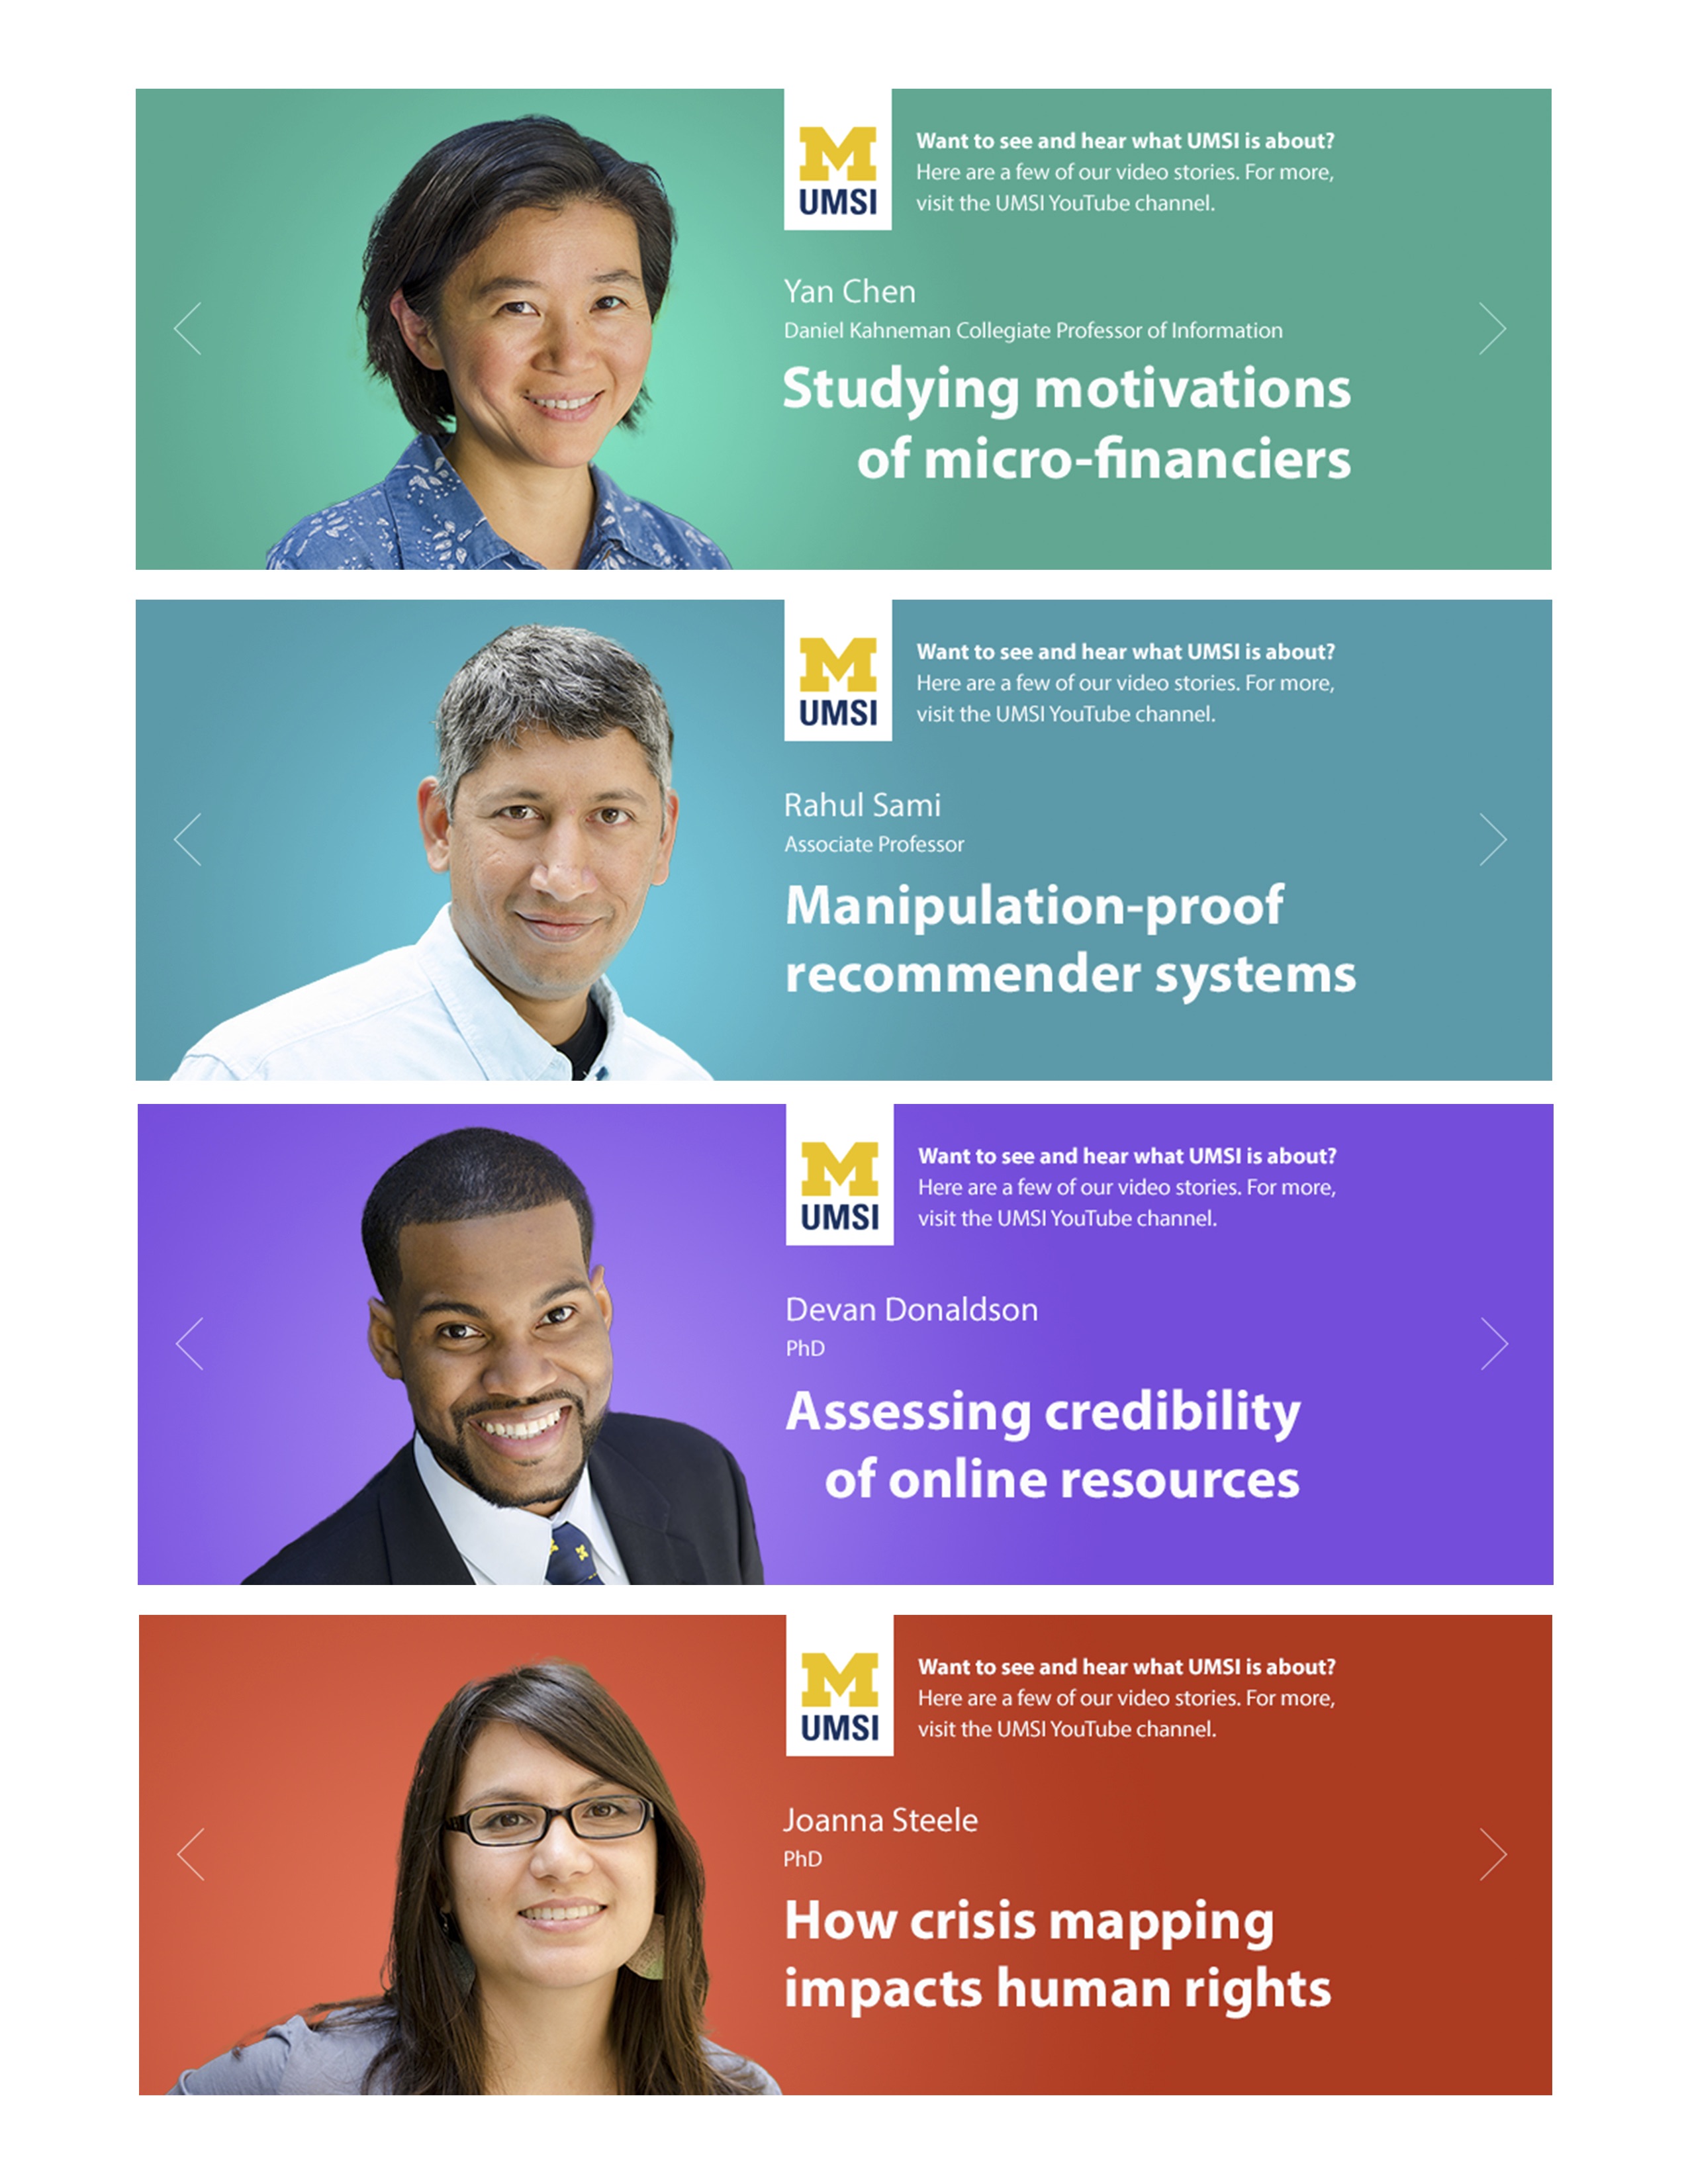 M
UMSI
Want to see and hear what UMSI is about?
Here are a few of our video stories. For more,
visit the UMSI YouTube channel.
Yan Chen
Daniel Kahneman Collegiate Professor of Information
Studying motivations
of micro-financiers
M
UMSI
Want to see and hear what UMSI is about?
Here are a few of our video stories. For more,
visit the UMSI YouTube channel.
Rahul Sami
Associate Professor
Manipulation-proof
recommender systems
M
UMSI
Want to see and hear what UMSI is about?
Here are a few of our video stories. For more,
visit the UMSI YouTube channel.
Devan Donaldson
PhD
Assessing credibility
of online resources
M
UMSI
Want to see and hear what UMSI is about?
Here are a few of our video stories. For more,
visit the UMSI YouTube channel.
Joanna Steele
PhD
How crisis mapping
impacts human rights